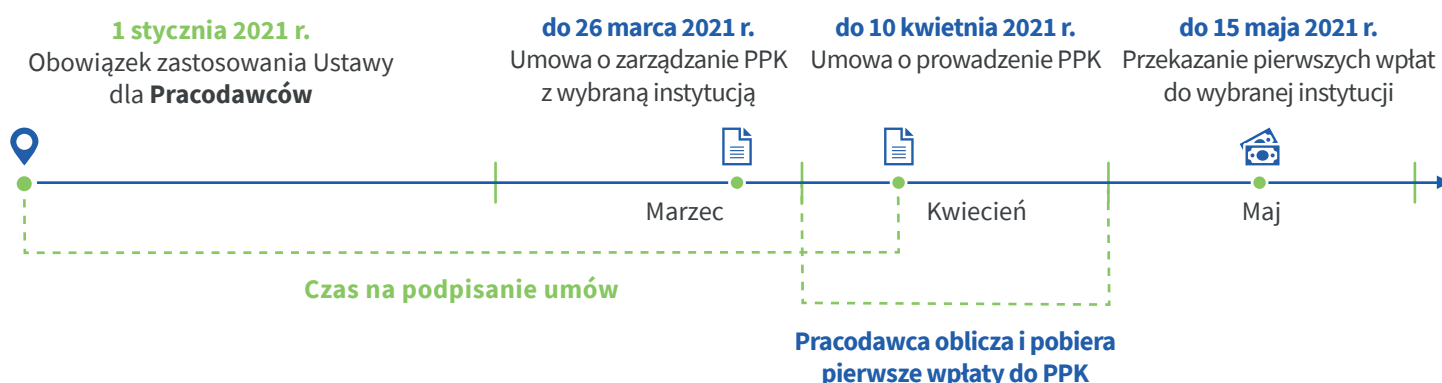 1 stycznia 2021 r.
Obowiązek zastosowania Ustawy
dla Pracodawców
do 26 marca 2021 r.
Umowa o zarządzanie PPK
z wybraną instytucją
do 10 kwietnia 2021 r.
Umowa o prowadzenie PPK
do 15 maja 2021 r.
Przekazanie pierwszych wpłat
do wybranej instytucji
Marzec
Kwiecień
Maj
Czas na podpisanie umów
Pracodawca oblicza i pobiera
pierwsze wpłaty do PPK